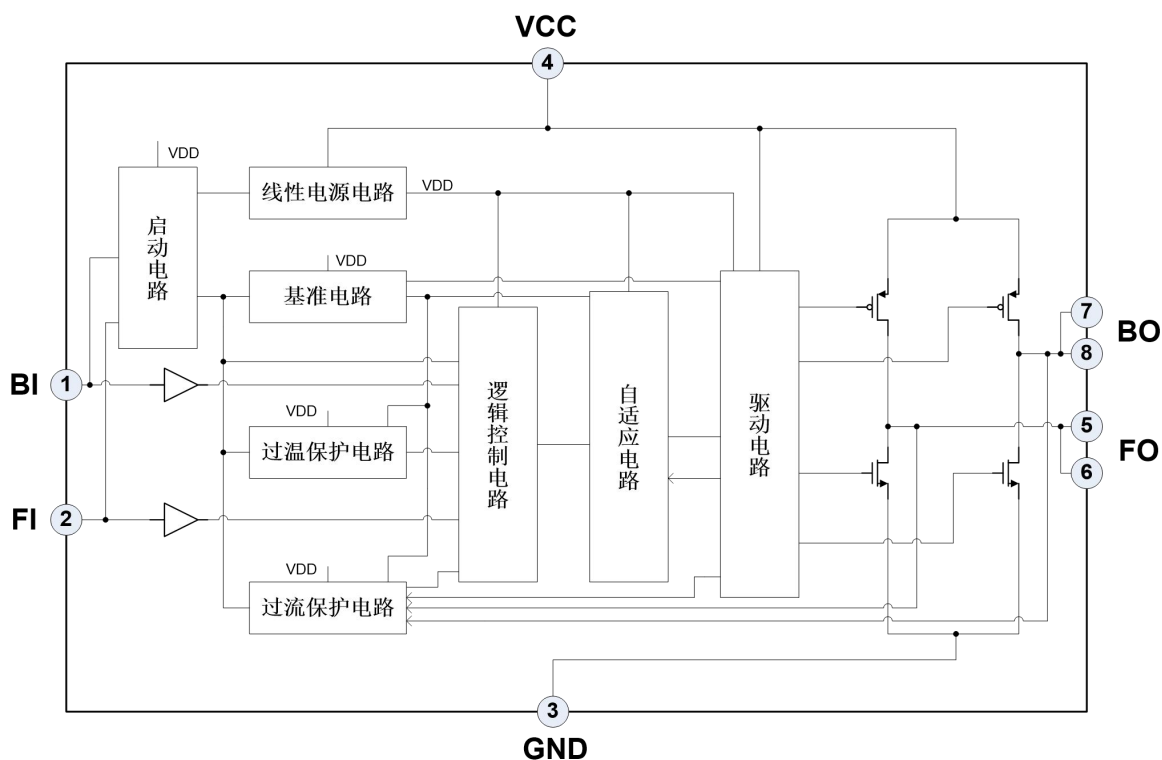 VCC
4
VDD
线性电源电路
VDD
启动电路
VDD
基准电路
7
BO
8
BI
1
逻辑控制电路
自适应电路
驱动电路
VDD
过温保护电路
5
FO
6
FI
2
VDD
过流保护电路
3
GND